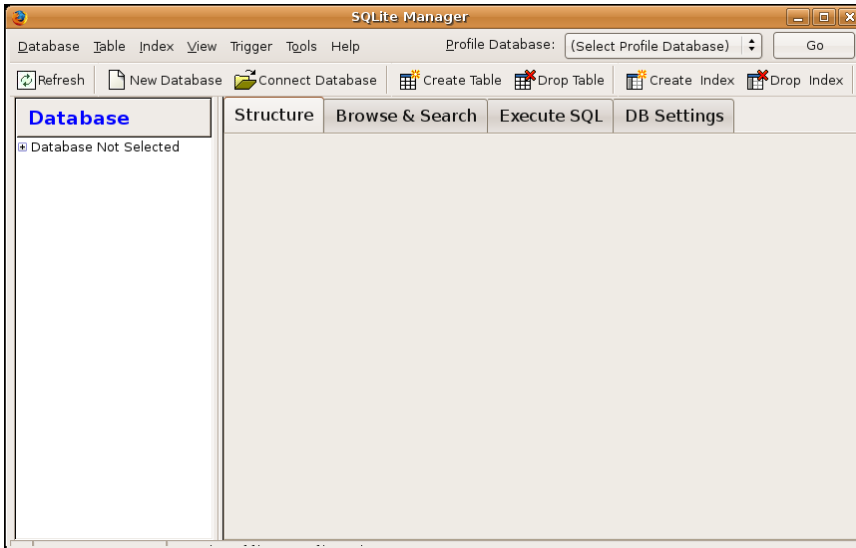 SQLite Manager
Database Table Index View Trigger Tools Help Profile Database: (Select Profile Database) Go
Refresh New Database Connect Database Create Table Drop Table Create Index Drop Index
Database
Structure Browse & Search Execute SQL DB Settings
Database Not Selected